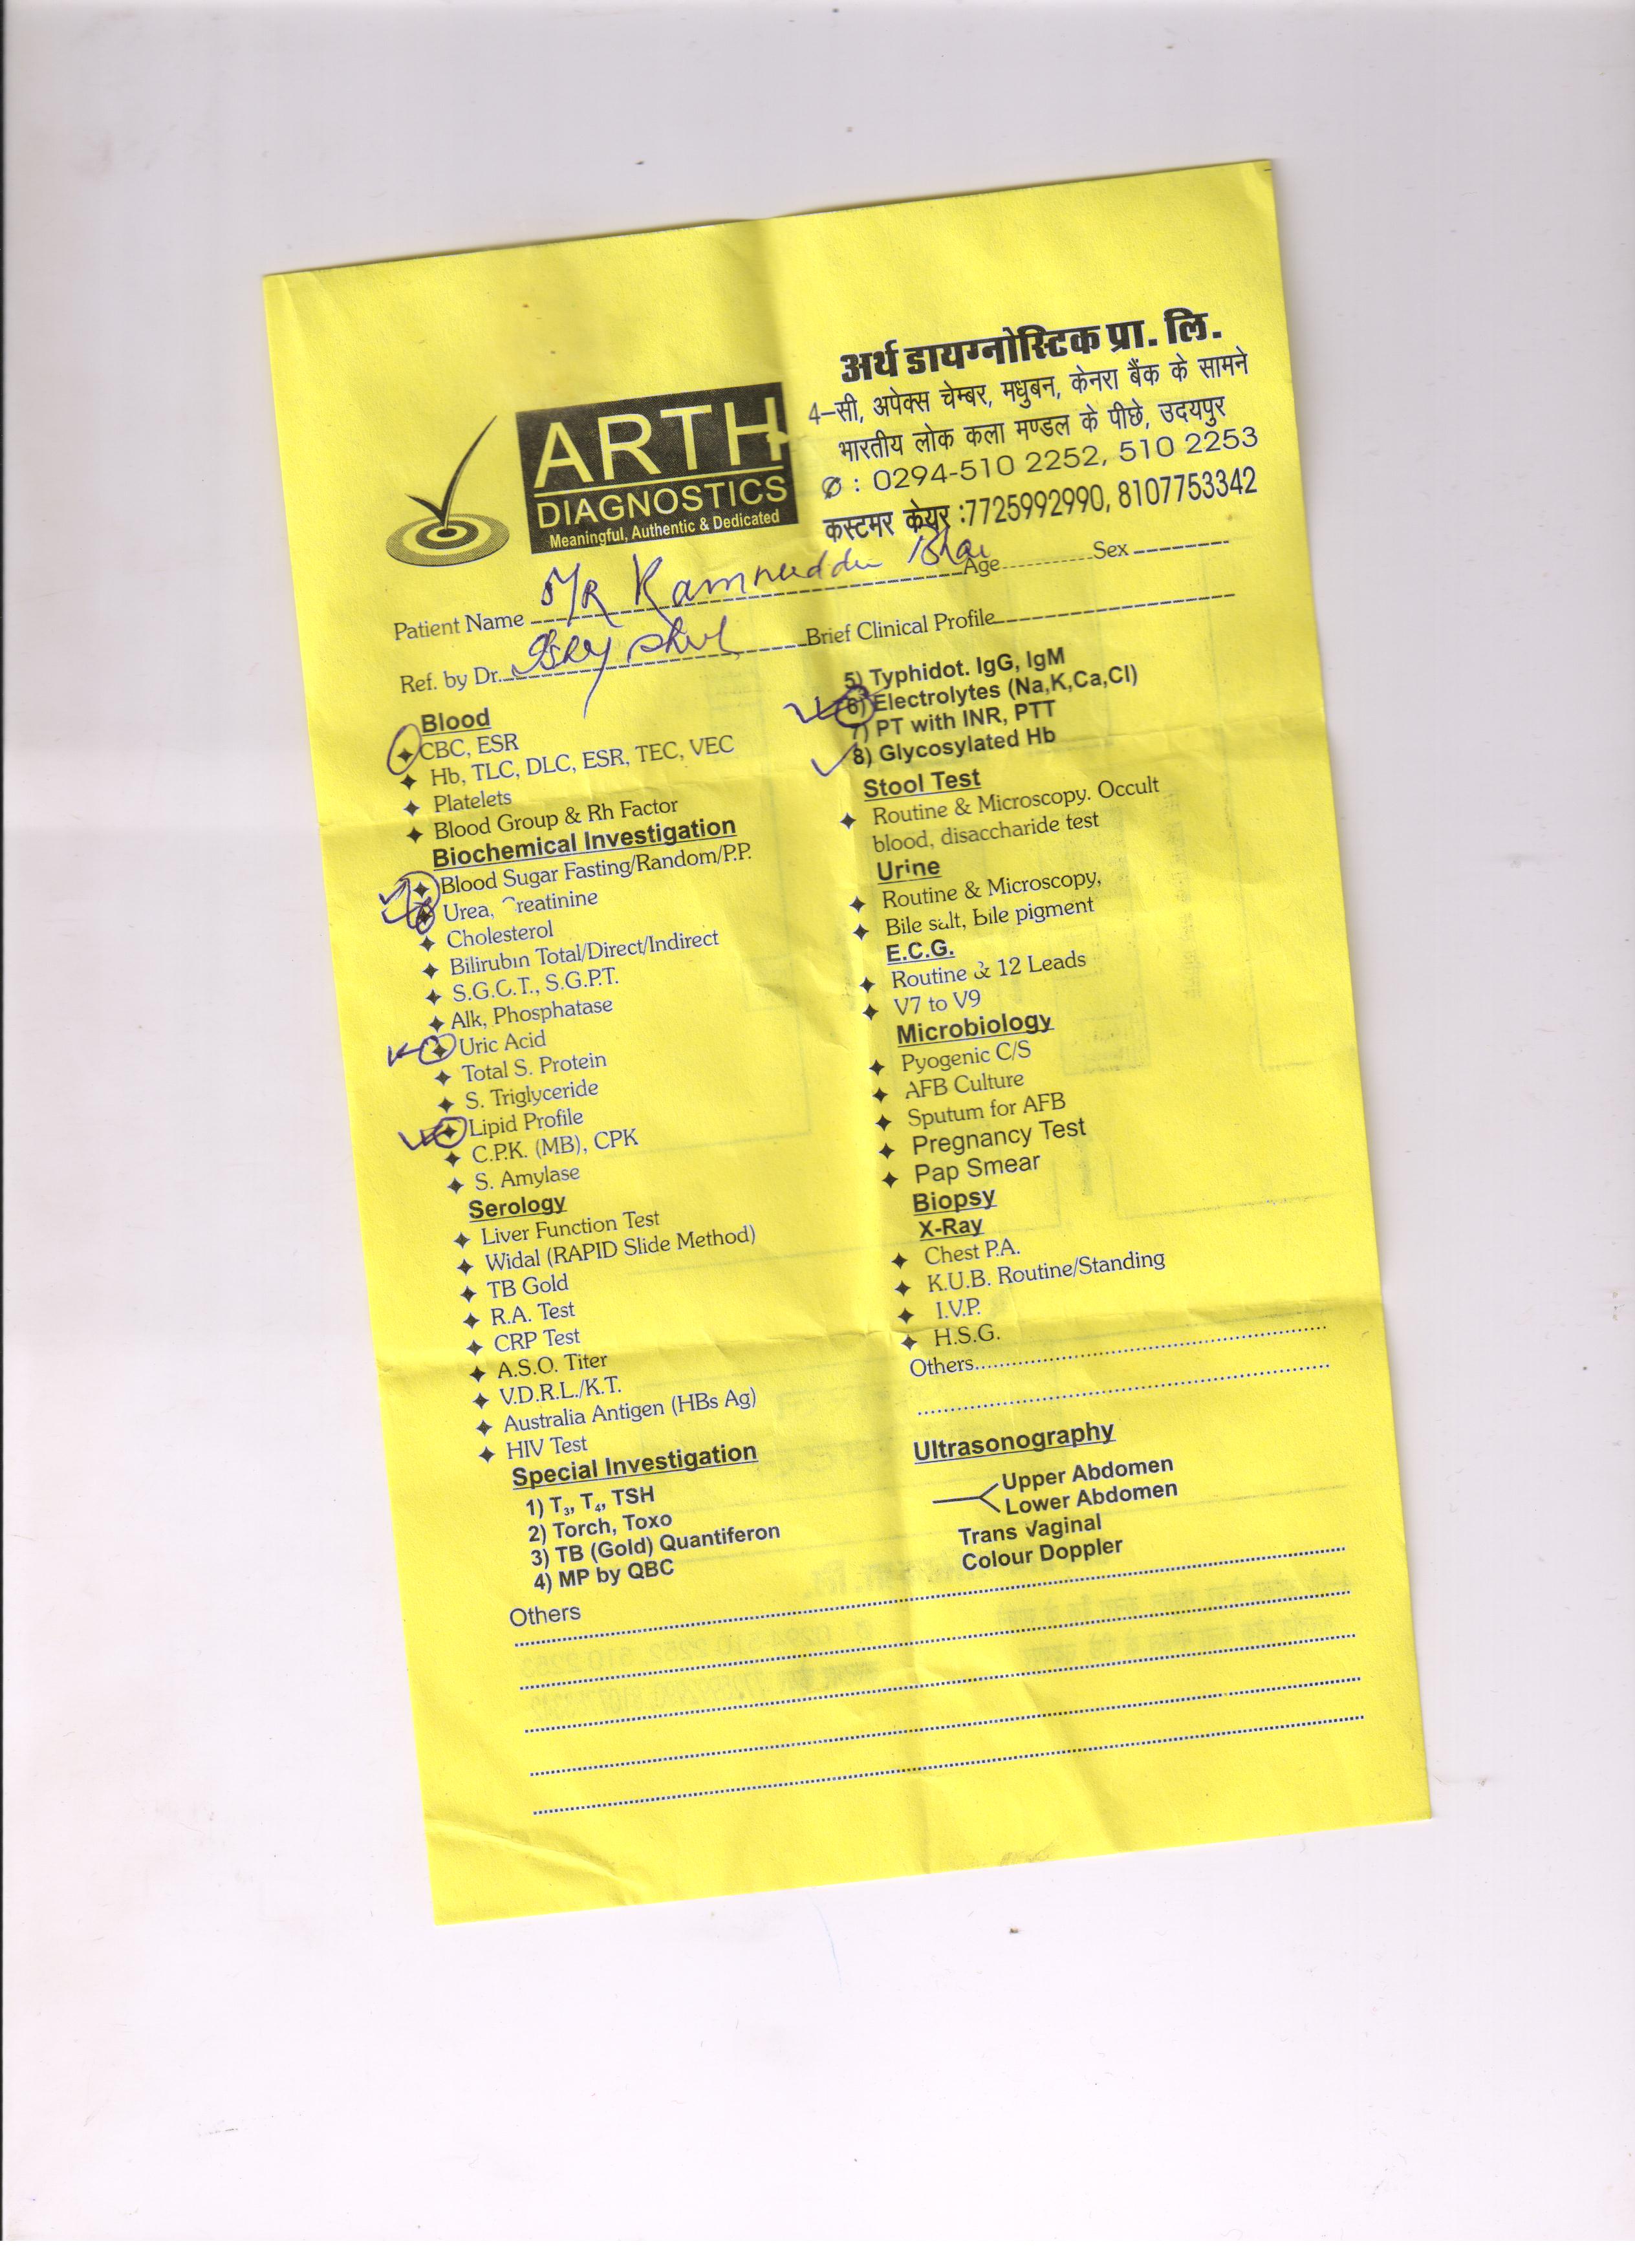 अर्थ डायग्नोस्टिक प्रा. लि.
4-सी, अपेक्स चेम्बर, मधुबन, केनरा बैंक के सामने
भारतीय लोक कला मण्डल के पीछे, उदयपुर
: 0294-510 2252, 510 2253
कस्टमर केयर :7725992990, 8107753342
ARTH
DIAGNOSTICS
Meaningful, Authentic & Dedicated
Patient Name Age Sex
Ref. by Dr. Brief Clinical Profile
Blood
CBC, ESR
Hb, TLC, DLC, ESR, TEC, VEC
Platelets
Blood Group & Rh Factor
Biochemical Investigation
Blood Sugar Fasting/Random/P.P.
Urea, Creatinine
Cholesterol
Bilirubin Total/Direct/Indirect
S.G.O.T., S.G.P.T.
Alk, Phosphatase
Uric Acid
Total S. Protein
S. Triglyceride
Lipid Profile
C.P.K. (MB), CPK
S. Amylase
Serology
Liver Function Test
Widal (RAPID Slide Method)
TB Gold
R.A. Test
CRP Test
A.S.O. Titer
V.D.R.L./K.T.
Australia Antigen (HBs Ag)
HIV Test
Special Investigation
1) T₃, T₄, TSH
2) Torch, Toxo
3) TB (Gold) Quantiferon
4) MP by QBC
5) Typhidot. IgG, IgM
6) Electrolytes (Na,K,Ca,Cl)
7) PT with INR, PTT
8) Glycosylated Hb
Stool Test
Routine & Microscopy. Occult
blood, disaccharide test
Urine
Routine & Microscopy,
Bile salt, bile pigment
E.C.G.
Routine & 12 Leads
V7 to V9
Microbiology
Pyogenic C/S
AFB Culture
Sputum for AFB
Pregnancy Test
Pap Smear
Biopsy
X-Ray
Chest P.A.
K.U.B. Routine/Standing
I.V.P.
H.S.G.
Others
Ultrasonography
Upper Abdomen
Lower Abdomen
Trans Vaginal
Colour Doppler
Others